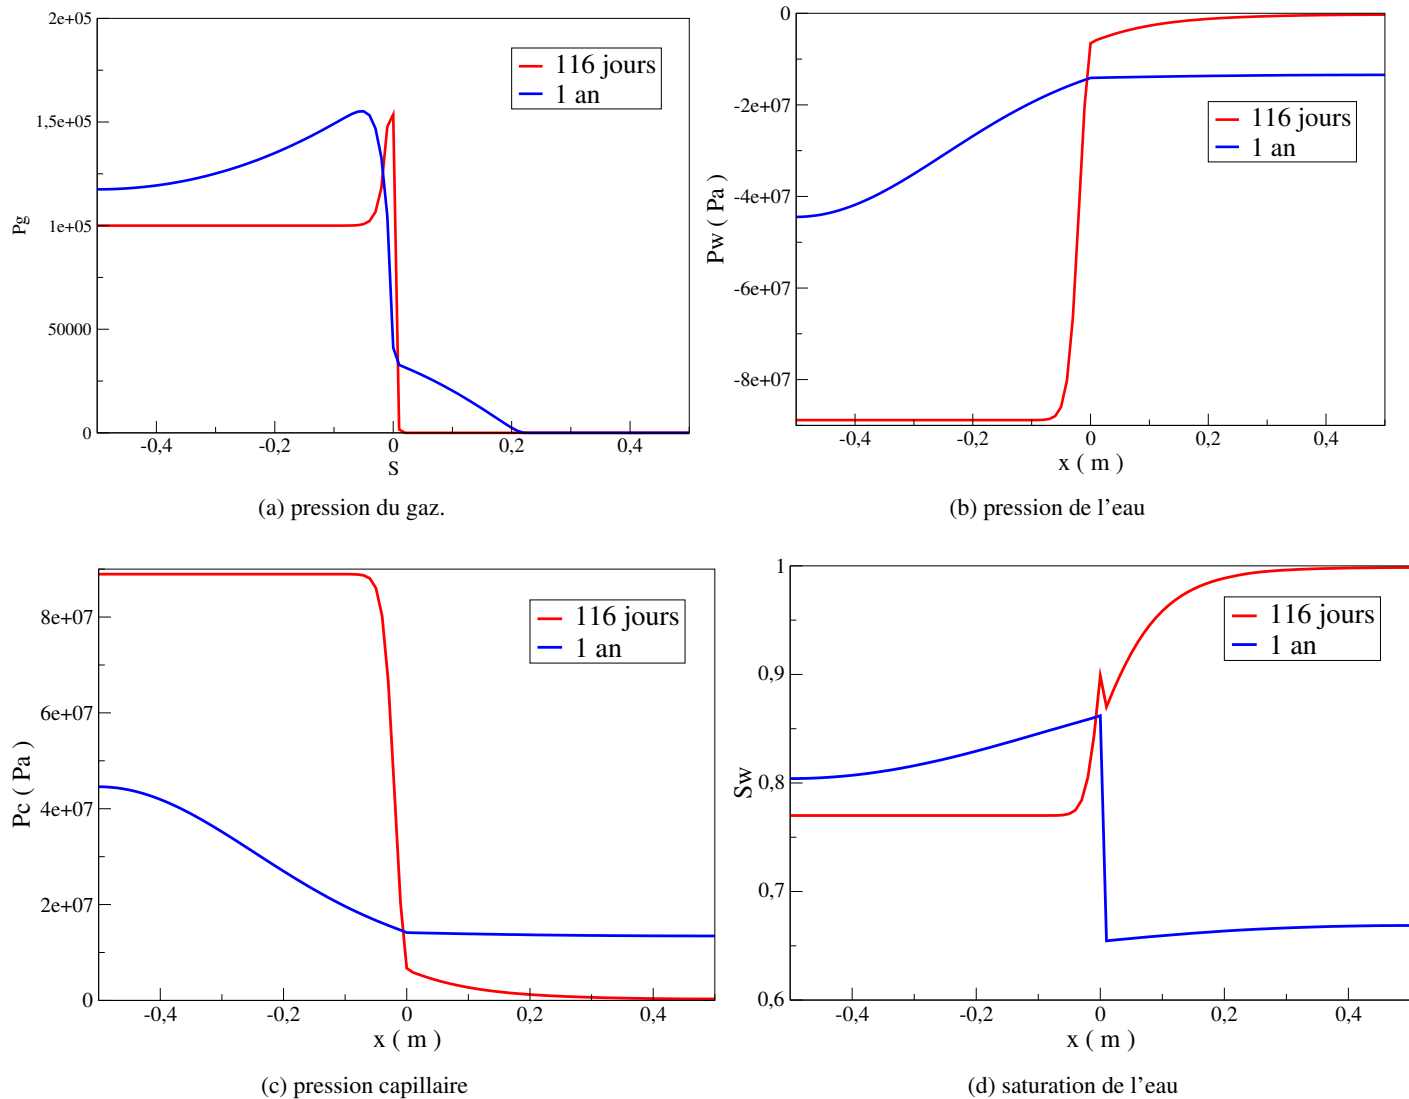 2e+05
1,5e+05
1e+05
50000
0
Pg
-0,4 -0,2 0 0,2 0,4
S
116 jours
1 an
(a) pression du gaz.
0
-2e+07
-4e+07
-6e+07
-8e+07
Pw ( Pa )
-0,4 -0,2 0 0,2 0,4
x ( m )
116 jours
1 an
(b) pression de l'eau
8e+07
6e+07
4e+07
2e+07
0
Pc ( Pa )
-0,4 -0,2 0 0,2 0,4
x ( m )
116 jours
1 an
(c) pression capillaire
1
0,9
0,8
0,7
0,6
Sw
-0,4 -0,2 0 0,2 0,4
x ( m )
116 jours
1 an
(d) saturation de l'eau